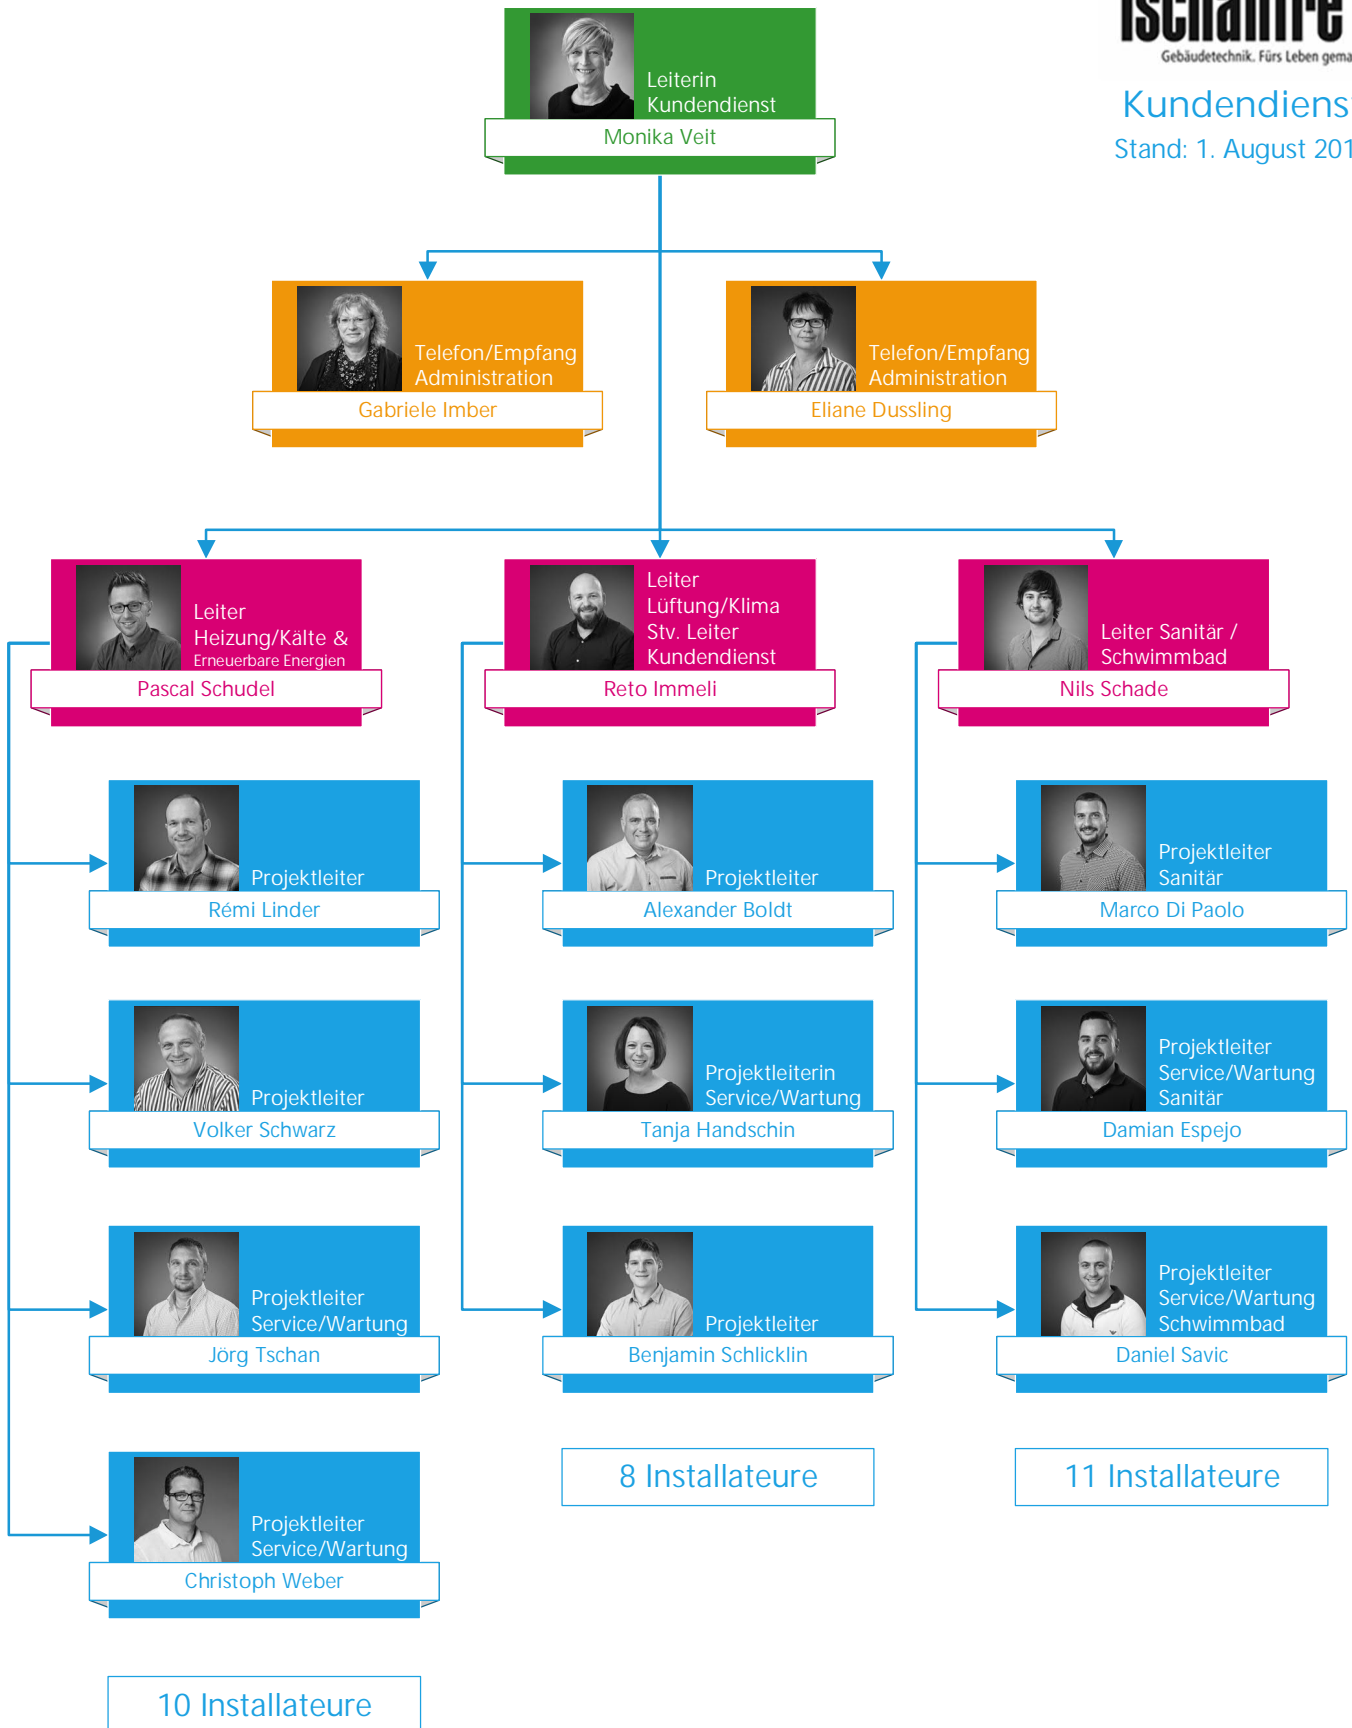 Gebäudetechnik. Fürs Leben
Stand: 1. August
Leiterin
Kundendienst
Monika Veit
Telefon/Empfang
Administration
Gabriele Imber
Telefon/Empfang
Administration
Eliane Dussling
Leiter
Heizung/Kälte &
Erneuerbare Energien
Pascal Schudel
Leiter
Lüftung/Klima
Stv. Leiter
Kundendienst
Reto Immeli
Leiter Sanitär /
Schwimmbad
Nils Schade
Projektleiter
Rémi Linder
Projektleiter
Alexander Boldt
Projektleiter
Sanitär
Marco Di Paolo
Projektleiter
Volker Schwarz
Projektleiterin
Service/Wartung
Tanja Handschin
Projektleiter
Service/Wartung
Sanitär
Damian Espejo
Projektleiter
Service/Wartung
Jörg Tschan
Projektleiter
Benjamin Schlicklin
Projektleiter
Service/Wartung
Schwimmbad
Daniel Savic
Projektleiter
Service/Wartung
Christoph Weber
8 Installateure
11 Installateure
10 Installateure